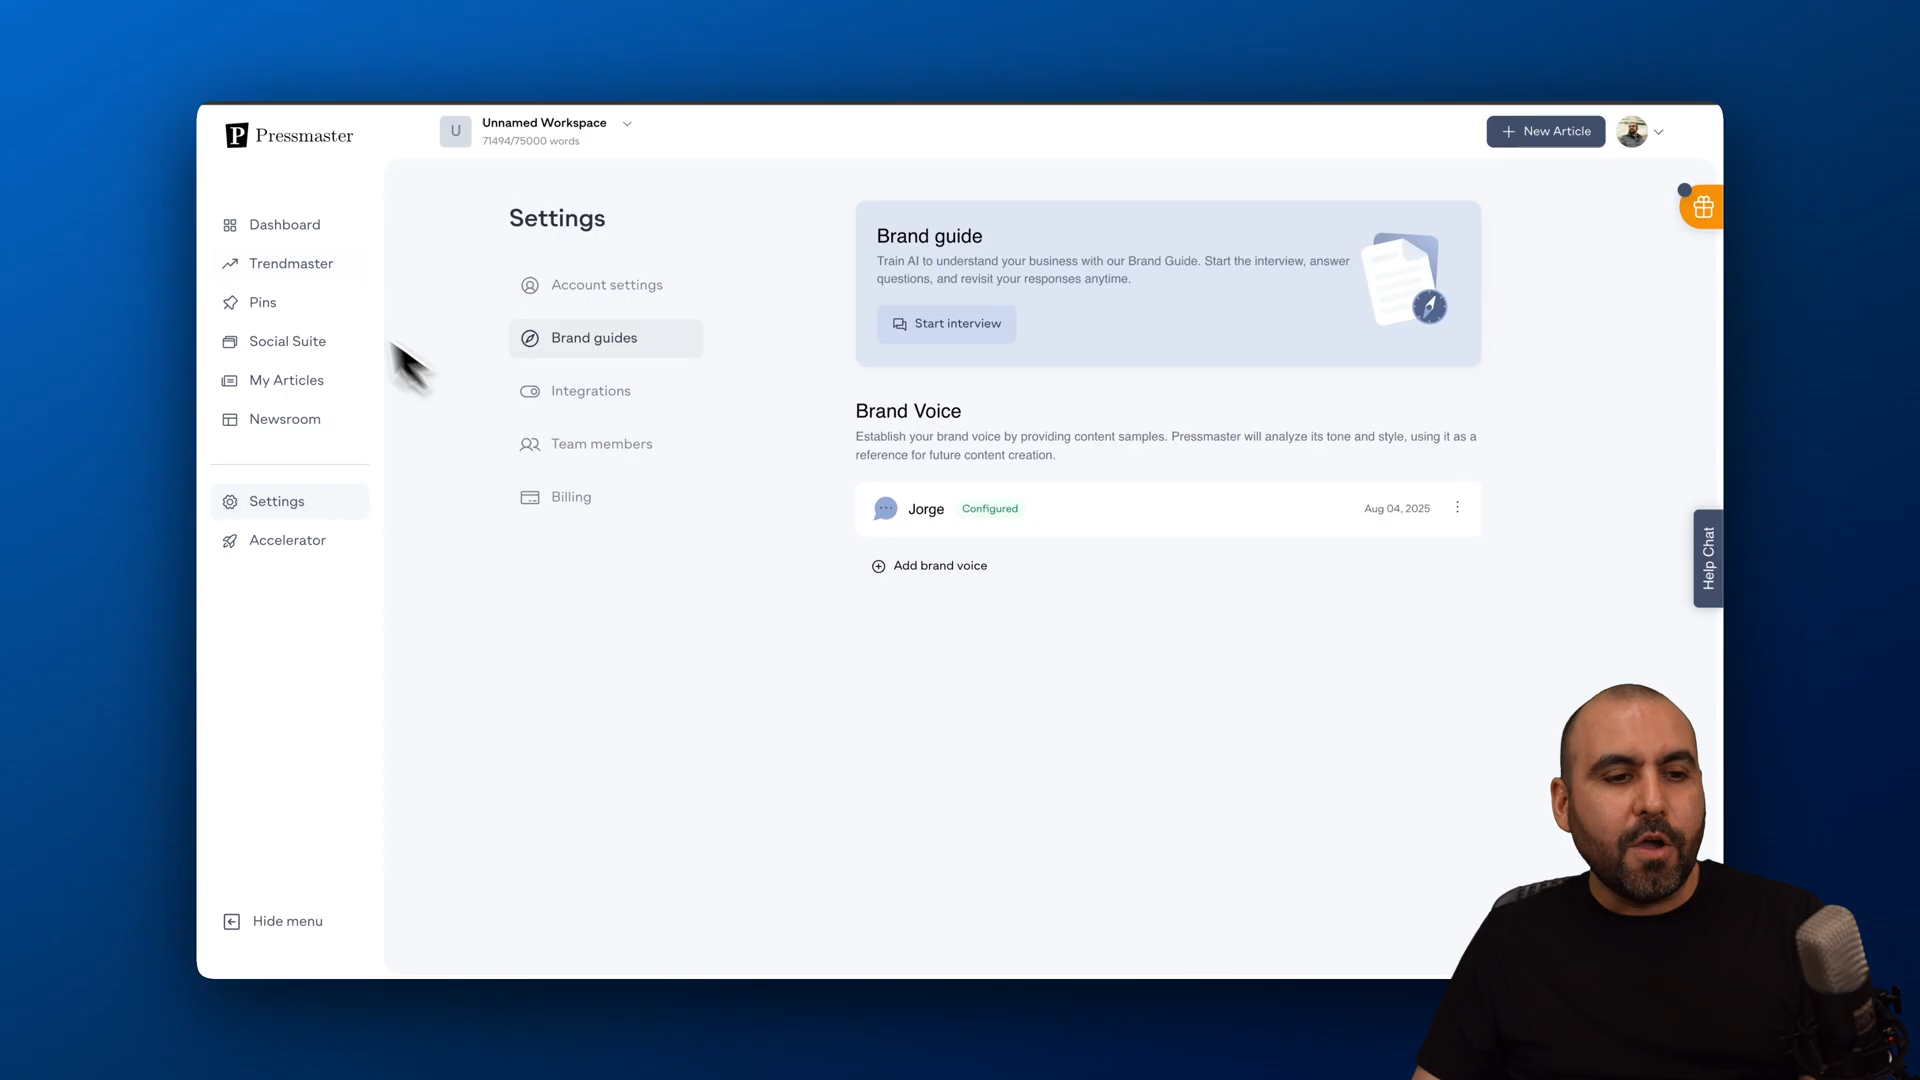 P Pressmaster
U
Unnamed Workspace
71494/75000 words
New Article
Dashboard
Trendmaster
Pins
Social Suite
My Articles
Newsroom
Settings
Accelerator
Hide menu
Settings
Account settings
Brand guides
Integrations
Team members
Billing
Brand guide
Train AI to understand your business with our Brand Guide. Start the interview, answer
questions, and revisit your responses anytime.
Start interview
Brand Voice
Establish your brand voice by providing content samples. Pressmaster will analyze its tone and style, using it as a
reference for future content creation.
Jorge Configured Aug 04, 2025
Add brand voice
Help Chat